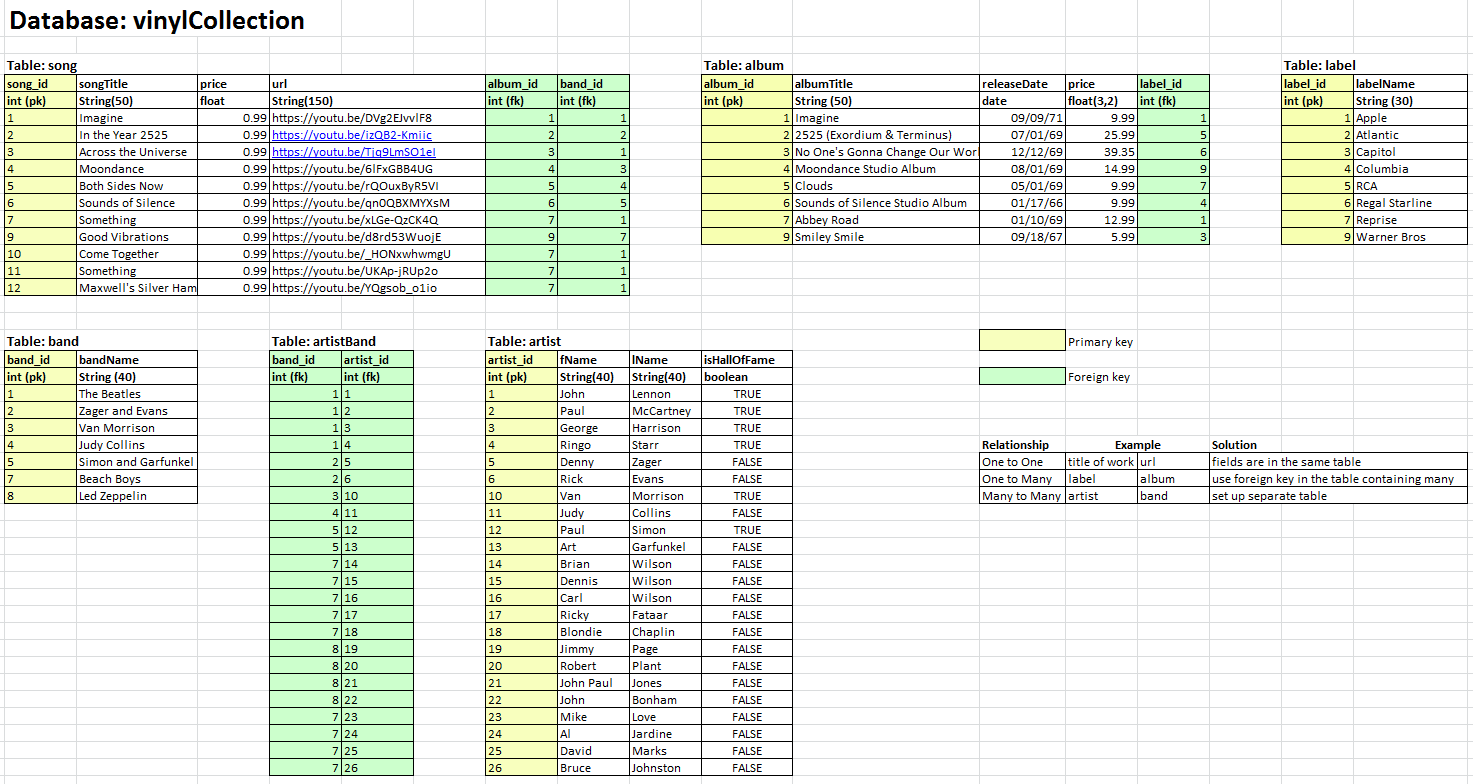 Database: vinylCollection
Table: song
song_id songTitle price url album_id band_id
int (pk) String(50) float String(150) int (fk) int (fk)
1 Imagine 0.99 https://youtu.be/DVg2EJvvlF8 1 1
2 In the Year 2525 0.99 https://youtu.be/izQB2-Kmiic 2 2
3 Across the Universe 0.99 https://youtu.be/Tjq9LmSO1eI 3 1
4 Moondance 0.99 https://youtu.be/6lFxGBB4UG 4 3
5 Both Sides Now 0.99 https://youtu.be/rQOuxByR5VI 5 4
6 Sounds of Silence 0.99 https://youtu.be/qn0QBXMYXsM 6 5
7 Something 0.99 https://youtu.be/xLGe-QzCK4Q 7 1
9 Good Vibrations 0.99 https://youtu.be/d8rd53WuojE 9 7
10 Come Together 0.99 https://youtu.be/_HONxwhwmgU 7 1
11 Something 0.99 https://youtu.be/UKAp-jRUp2o 7 1
12 Maxwell's Silver Ham 0.99 https://youtu.be/YQgsob_o1io 7 1
Table: album
album_id albumTitle releaseDate price label_id
int (pk) String (50) date float(3,2) int (fk)
1 Imagine 09/09/71 9.99 1
2 2525 (Exordium & Terminus) 07/01/69 25.99 5
3 No One's Gonna Change Our Worl 12/12/69 39.35 6
4 Moondance Studio Album 08/01/69 14.99 9
5 Clouds 05/01/69 9.99 7
6 Sounds of Silence Studio Album 01/17/66 9.99 4
7 Abbey Road 01/10/69 12.99 1
9 Smiley Smile 09/18/67 5.99 3
Table: label
label_id labelName
int (pk) String (30)
1 Apple
2 Atlantic
3 Capitol
4 Columbia
5 RCA
6 Regal Starline
7 Reprise
9 Warner Bros
Table: band
band_id bandName
int (pk) String (40)
1 The Beatles
2 Zager and Evans
3 Van Morrison
4 Judy Collins
5 Simon and Garfunkel
7 Beach Boys
8 Led Zeppelin
Table: artistBand
band_id artist_id
int (fk) int (fk)
1 1
1 2
1 3
1 4
2 5
2 6
3 10
4 11
5 12
5 13
7 14
7 15
7 16
7 17
7 18
8 19
8 20
8 21
8 22
7 23
7 24
7 25
7 26
Table: artist
artist_id fName lName isHallOfFame
int (pk) String(40) String(40) boolean
1 John Lennon TRUE
2 Paul McCartney TRUE
3 George Harrison TRUE
4 Ringo Starr TRUE
5 Denny Zager FALSE
6 Rick Evans FALSE
10 Van Morrison TRUE
11 Judy Collins FALSE
12 Paul Simon TRUE
13 Art Garfunkel FALSE
14 Brian Wilson FALSE
15 Dennis Wilson FALSE
16 Carl Wilson FALSE
17 Ricky Fataar FALSE
18 Blondie Chaplin FALSE
19 Jimmy Page FALSE
20 Robert Plant FALSE
21 John Paul Jones FALSE
22 John Bonham FALSE
23 Mike Love FALSE
24 Al Jardine FALSE
25 David Marks FALSE
26 Bruce Johnston FALSE
Primary key
Foreign key
Relationship Example Solution
One to One title of work url fields are in the same table
One to Many label album use foreign key in the table containing many
Many to Many artist band set up separate table